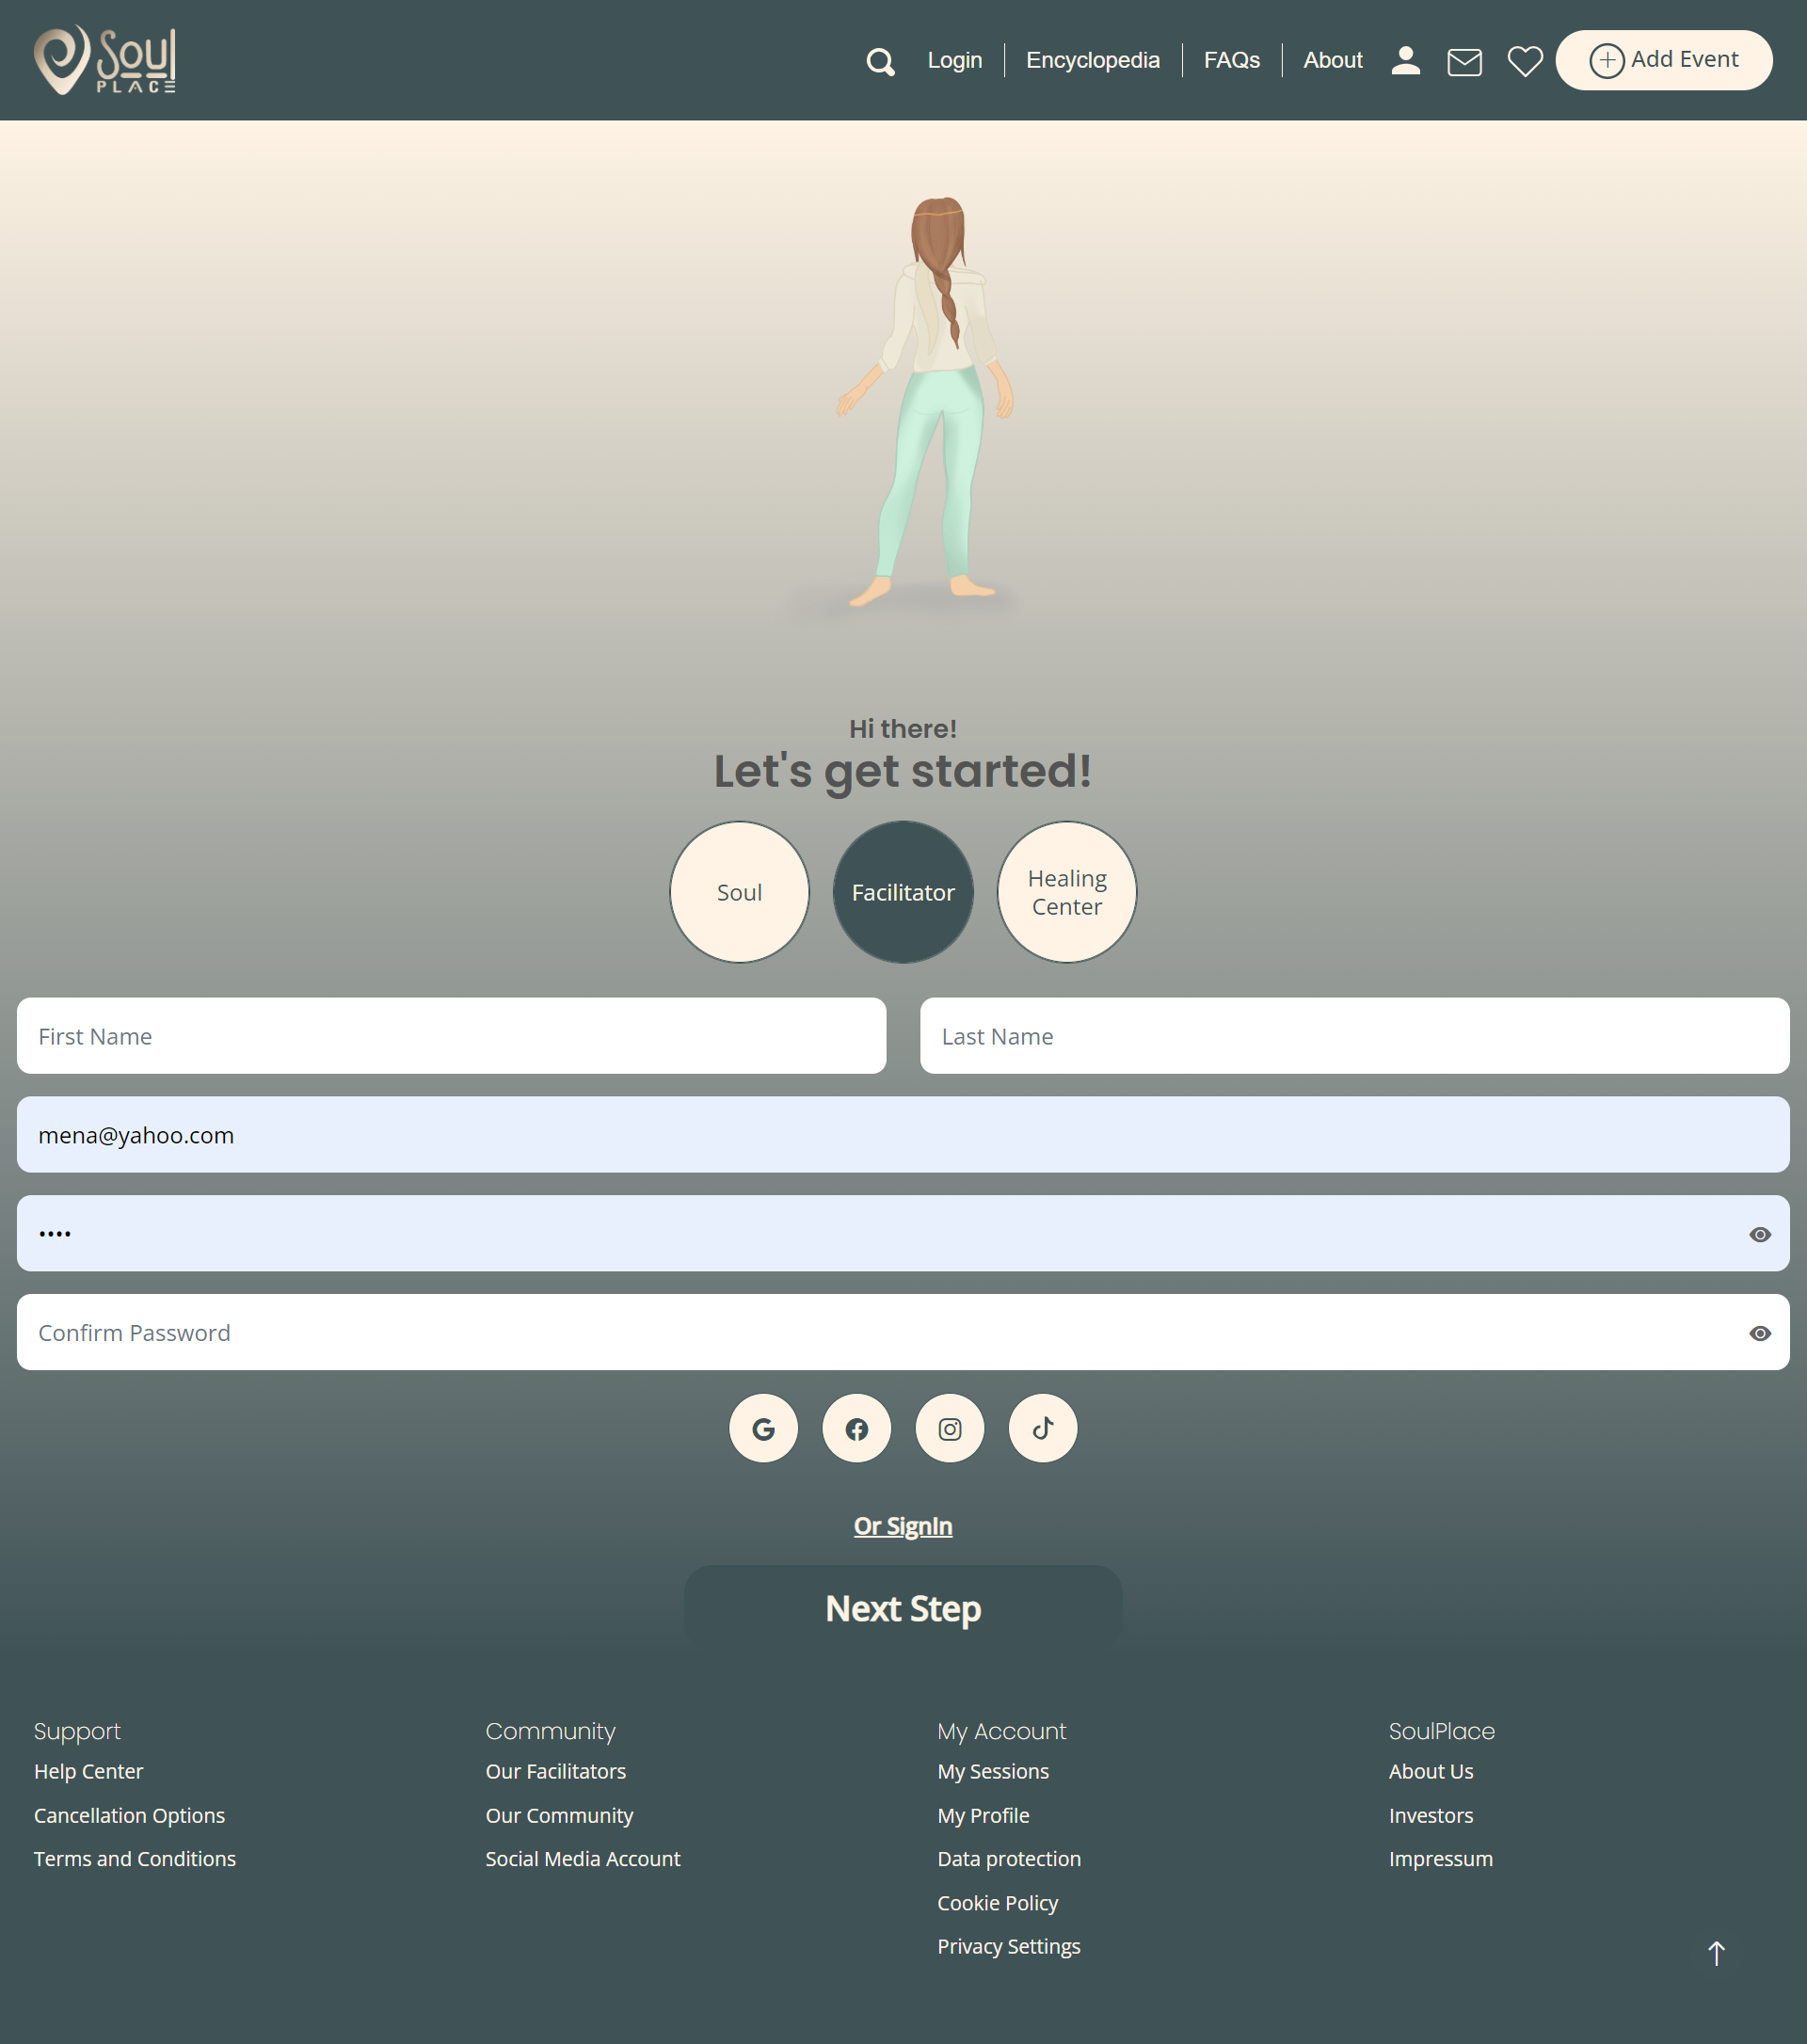 Soul
PLACE
Login
Encyclopedia
FAQs
About
Add Event
Hi there!
Let's get started!
Soul
Facilitator
Healing
Center
First Name
Last Name
mena@yahoo.com
••••
Confirm Password
Or SignIn
Next Step
Support
Help Center
Cancellation Options
Terms and Conditions
Community
Our Facilitators
Our Community
Social Media Account
My Account
My Sessions
My Profile
Data protection
Cookie Policy
Privacy Settings
SoulPlace
About Us
Investors
Impressum